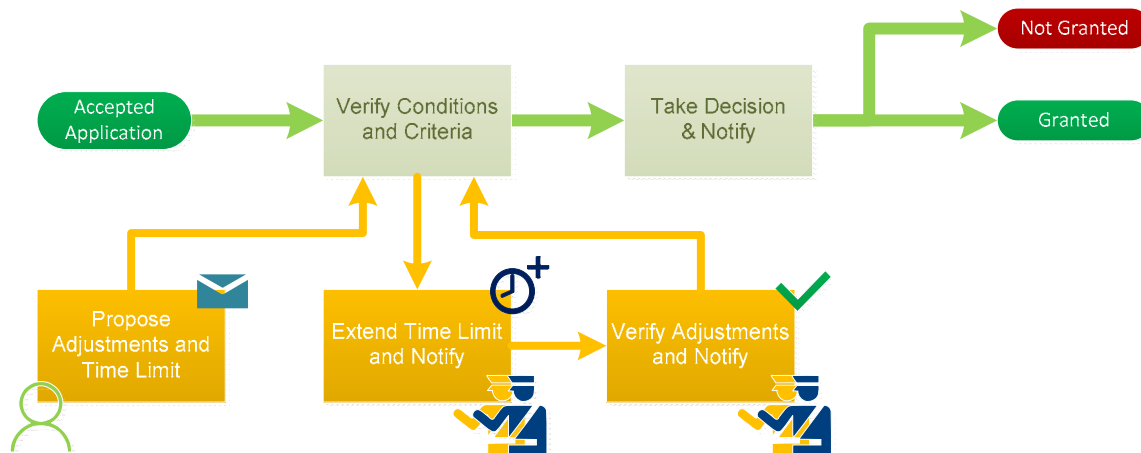 Not Granted
Accepted
Application
Verify Conditions
and Criteria
Take Decision
& Notify
Granted
Propose
Adjustments and
Time Limit
Extend Time Limit
and Notify
Verify Adjustments
and Notify